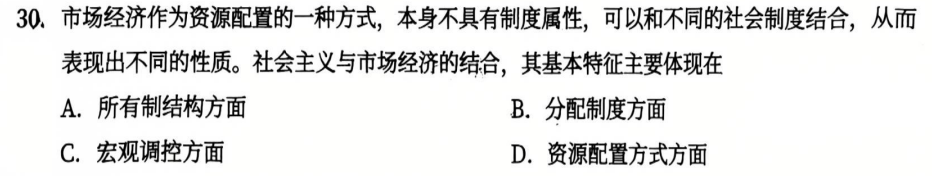 30. 市场经济作为资源配置的一种方式，本身不具有制度属性，可以和不同的社会制度结合，从而
表现出不同的性质。社会主义与市场经济的结合，其基本特征主要体现在
A. 所有制结构方面 B. 分配制度方面
C. 宏观调控方面 D. 资源配置方式方面